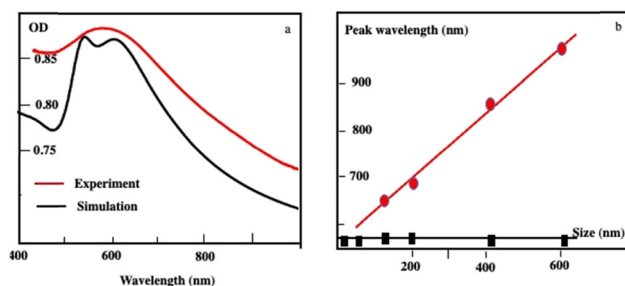 OD
a
0.85
0.80
0.75
Experiment
Simulation
400
600
800
Wavelength (nm)
Peak wavelength (nm)
b
900
800
700
Size (nm)
200
400
600